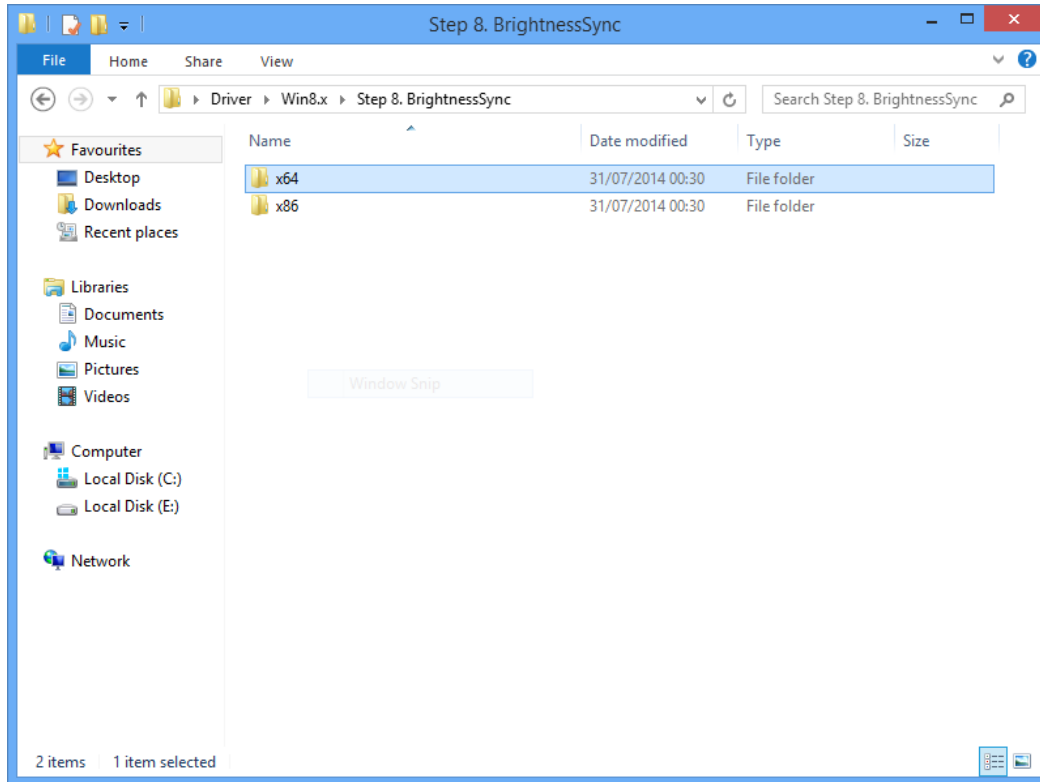 Step 8. BrightnessSync
File Home Share View
Driver Win8.x Step 8. BrightnessSync Search Step 8. BrightnessSync
Name Date modified Type Size
Favourites
Desktop
Downloads
Recent places
Libraries
Documents
Music
Pictures
Videos
Computer
Local Disk (C:)
Local Disk (E:)
Network
x64 31/07/2014 00:30 File folder
x86 31/07/2014 00:30 File folder
Window Snip
2 items 1 item selected